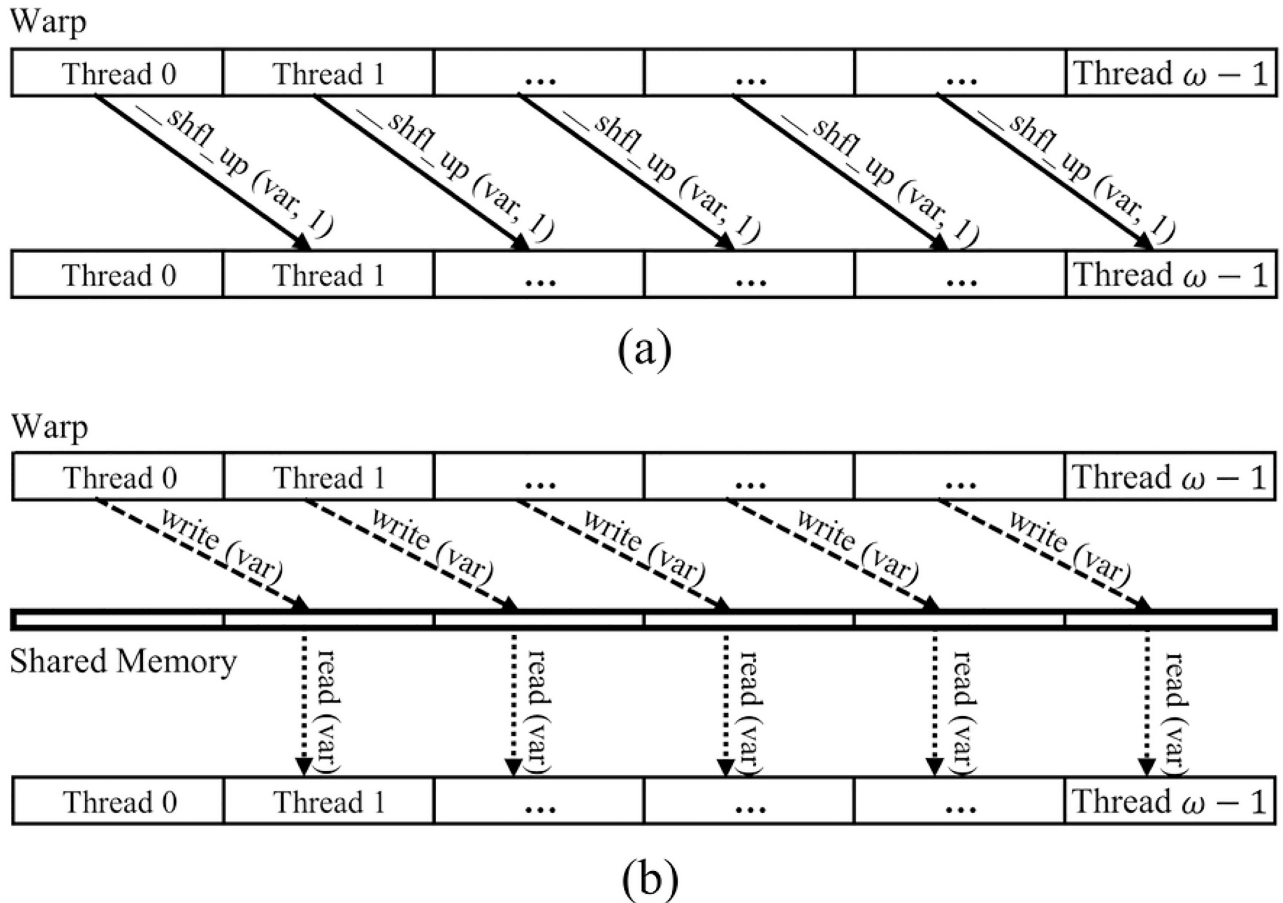 Warp
Thread 0 Thread 1 ... ... ... Thread ω − 1
__shfl_up (var, 1) __shfl_up (var, 1) __shfl_up (var, 1) __shfl_up (var, 1) __shfl_up (var, 1)
Thread 0 Thread 1 ... ... ... Thread ω − 1
(a)
Warp
Thread 0 Thread 1 ... ... ... Thread ω − 1
write (var) write (var) write (var) write (var) write (var)
Shared Memory
read (var) read (var) read (var) read (var) read (var)
Thread 0 Thread 1 ... ... ... Thread ω − 1
(b)